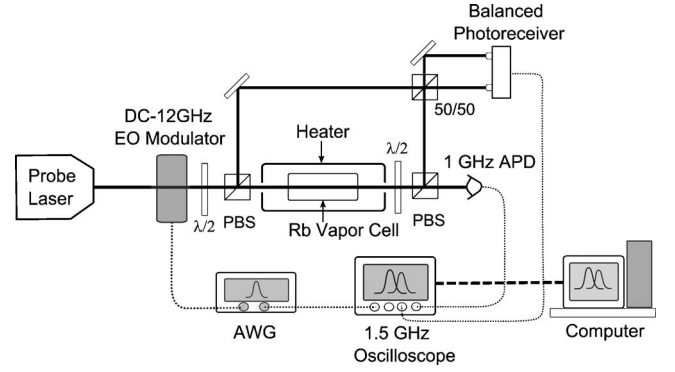 Balanced
Photoreceiver
50/50
DC-12GHz
EO Modulator
Heater
λ/2
1 GHz APD
Probe
Laser
λ/2
PBS
Rb Vapor Cell
PBS
AWG
1.5 GHz
Oscilloscope
Computer